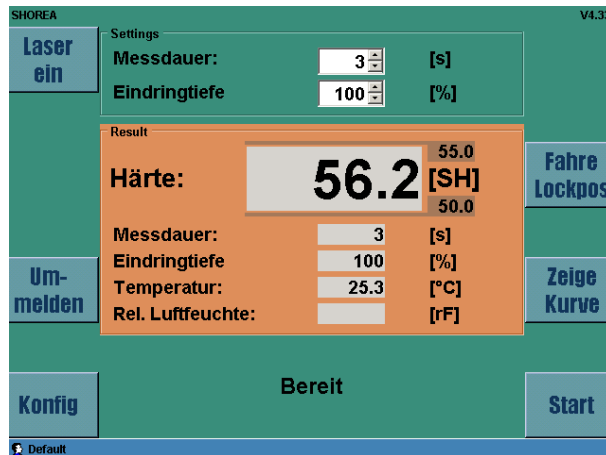 SHOREA V4.33
Laser ein
Settings
Messdauer: 3 [s]
Eindringtiefe 100 [%]
Result
55.0
Härte: 56.2 [SH]
50.0
Fahre Lockpos
Messdauer: 3 [s]
Eindringtiefe 100 [%]
Temperatur: 25.3 [°C]
Rel. Luftfeuchte: [rF]
Um-
melden
Zeige
Kurve
Bereit
Konfig
Start
Default